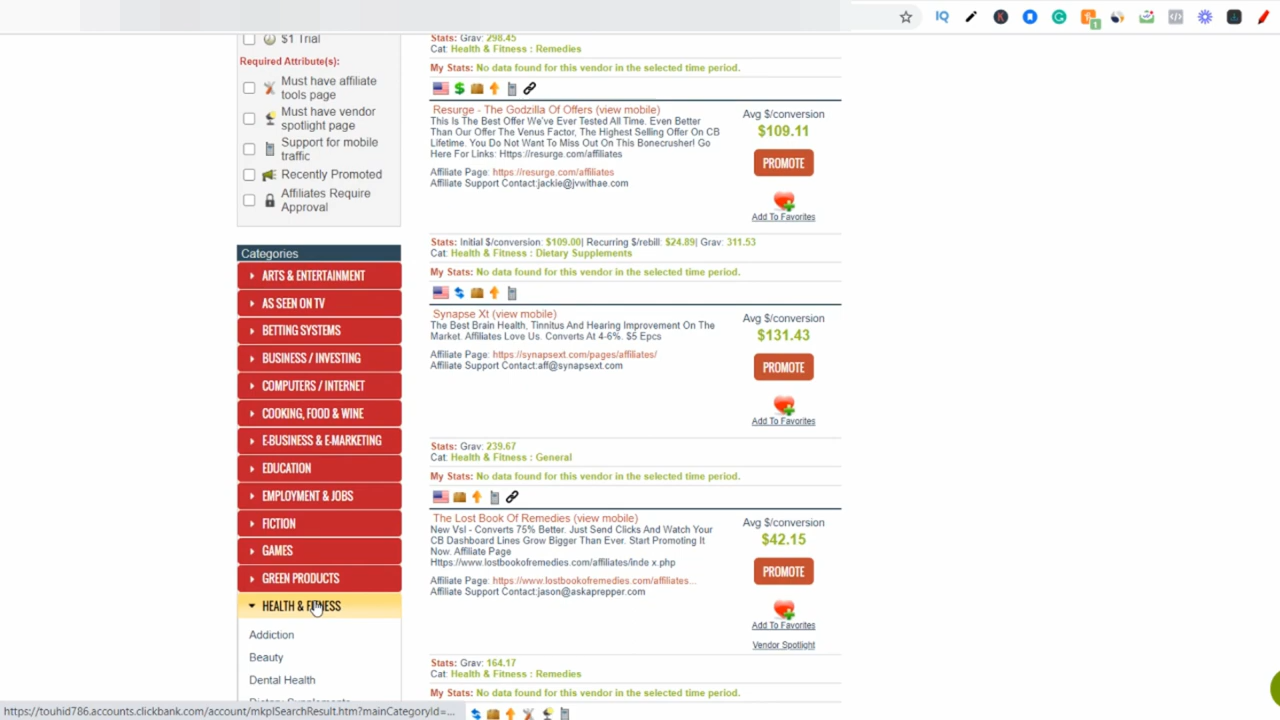 IQ
1
$1 Trial
Required Attribute(s):
Must have affiliate
tools page
Must have vendor
spotlight page
Support for mobile
traffic
Recently Promoted
Affiliates Require
Approval
Categories
ARTS & ENTERTAINMENT
AS SEEN ON TV
BETTING SYSTEMS
BUSINESS / INVESTING
COMPUTERS / INTERNET
COOKING, FOOD & WINE
E-BUSINESS & E-MARKETING
EDUCATION
EMPLOYMENT & JOBS
FICTION
GAMES
GREEN PRODUCTS
HEALTH & FITNESS
Addiction
Beauty
Dental Health
Dietary Supplements
Stats: Grav: 298.45
Cat: Health & Fitness : Remedies
My Stats: No data found for this vendor in the selected time period.
Resurge - The Godzilla Of Offers (view mobile)
This Is The Best Offer We've Ever Tested All Time. Even Better
Than Our Offer The Venus Factor, The Highest Selling Offer On CB
Lifetime. You Do Not Want To Miss Out On This Bonecrusher! Go
Here For Links: Https://resurge.com/affiliates
Affiliate Page: https://resurge.com/affiliates
Affiliate Support Contact:jackie@jvwithae.com
Avg $/conversion
$109.11
PROMOTE
Add To Favorites
Stats: Initial $/conversion: $109.00| Recurring $/rebill: $24.89| Grav: 311.53
Cat: Health & Fitness : Dietary Supplements
My Stats: No data found for this vendor in the selected time period.
Synapse Xt (view mobile)
The Best Brain Health, Tinnitus And Hearing Improvement On The
Market. Affiliates Love Us. Converts At 4-6%. $5 Epcs
Affiliate Page: https://synapsext.com/pages/affiliates/
Affiliate Support Contact:aff@synapsext.com
Avg $/conversion
$131.43
PROMOTE
Add To Favorites
Stats: Grav: 239.67
Cat: Health & Fitness : General
My Stats: No data found for this vendor in the selected time period.
The Lost Book Of Remedies (view mobile)
New Vsl - Converts 75% Better. Just Send Clicks And Watch Your
CB Dashboard Lines Grow Bigger Than Ever. Start Promoting It
Now. Affiliate Page
Https://www.lostbookofremedies.com/affiliates/inde x.php
Affiliate Page: https://www.lostbookofremedies.com/affiliates...
Affiliate Support Contact:jason@askaprepper.com
Avg $/conversion
$42.15
PROMOTE
Add To Favorites
Vendor Spotlight
Stats: Grav: 164.17
Cat: Health & Fitness : Remedies
My Stats: No data found for this vendor in the selected time period.
https://touhid786.accounts.clickbank.com/account/mkplSearchResult.htm?mainCategoryId=...